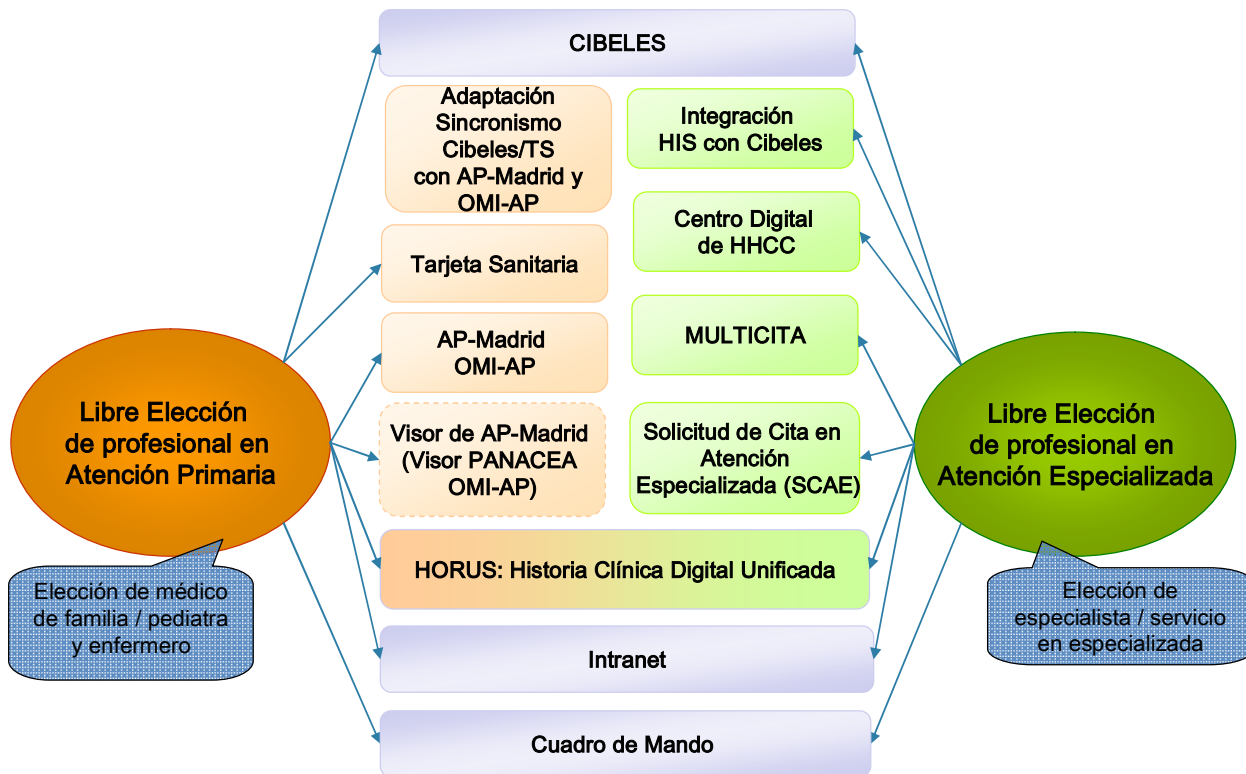 CIBELES
Adaptación
Sincronismo
Cibeles/TS
con AP-Madrid y
OMI-AP
Integración
HIS con Cibeles
Centro Digital
de HHCC
Tarjeta Sanitaria
AP-Madrid
OMI-AP
MULTICITA
Libre Elección
de profesional en
Atención Primaria
Visor de AP-Madrid
(Visor PANACEA
OMI-AP)
Solicitud de Cita en
Atención
Especializada (SCAE)
Libre Elección
de profesional en
Atención Especializada
HORUS: Historia Clínica Digital Unificada
Elección de médico
de familia / pediatra
y enfermero
Elección de
especialista / servicio
en especializada
Intranet
Cuadro de Mando